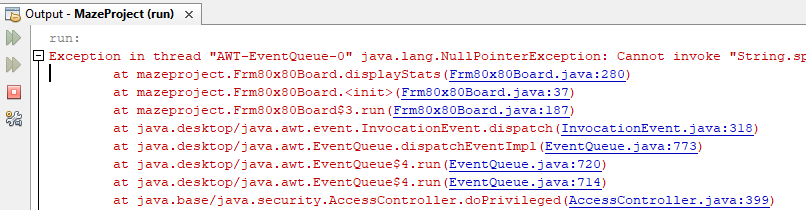 Output - MazeProject (run) ×
run:
Exception in thread "AWT-EventQueue-0" java.lang.NullPointerException: Cannot invoke "String.sp
at mazeproject.Frm80x80Board.displayStats(Frm80x80Board.java:280)
at mazeproject.Frm80x80Board.<init>(Frm80x80Board.java:37)
at mazeproject.Frm80x80Board$3.run(Frm80x80Board.java:187)
at java.desktop/java.awt.event.InvocationEvent.dispatch(InvocationEvent.java:318)
at java.desktop/java.awt.EventQueue.dispatchEventImpl(EventQueue.java:773)
at java.desktop/java.awt.EventQueue$4.run(EventQueue.java:720)
at java.desktop/java.awt.EventQueue$4.run(EventQueue.java:714)
at java.base/java.security.AccessController.doPrivileged(AccessController.java:399)